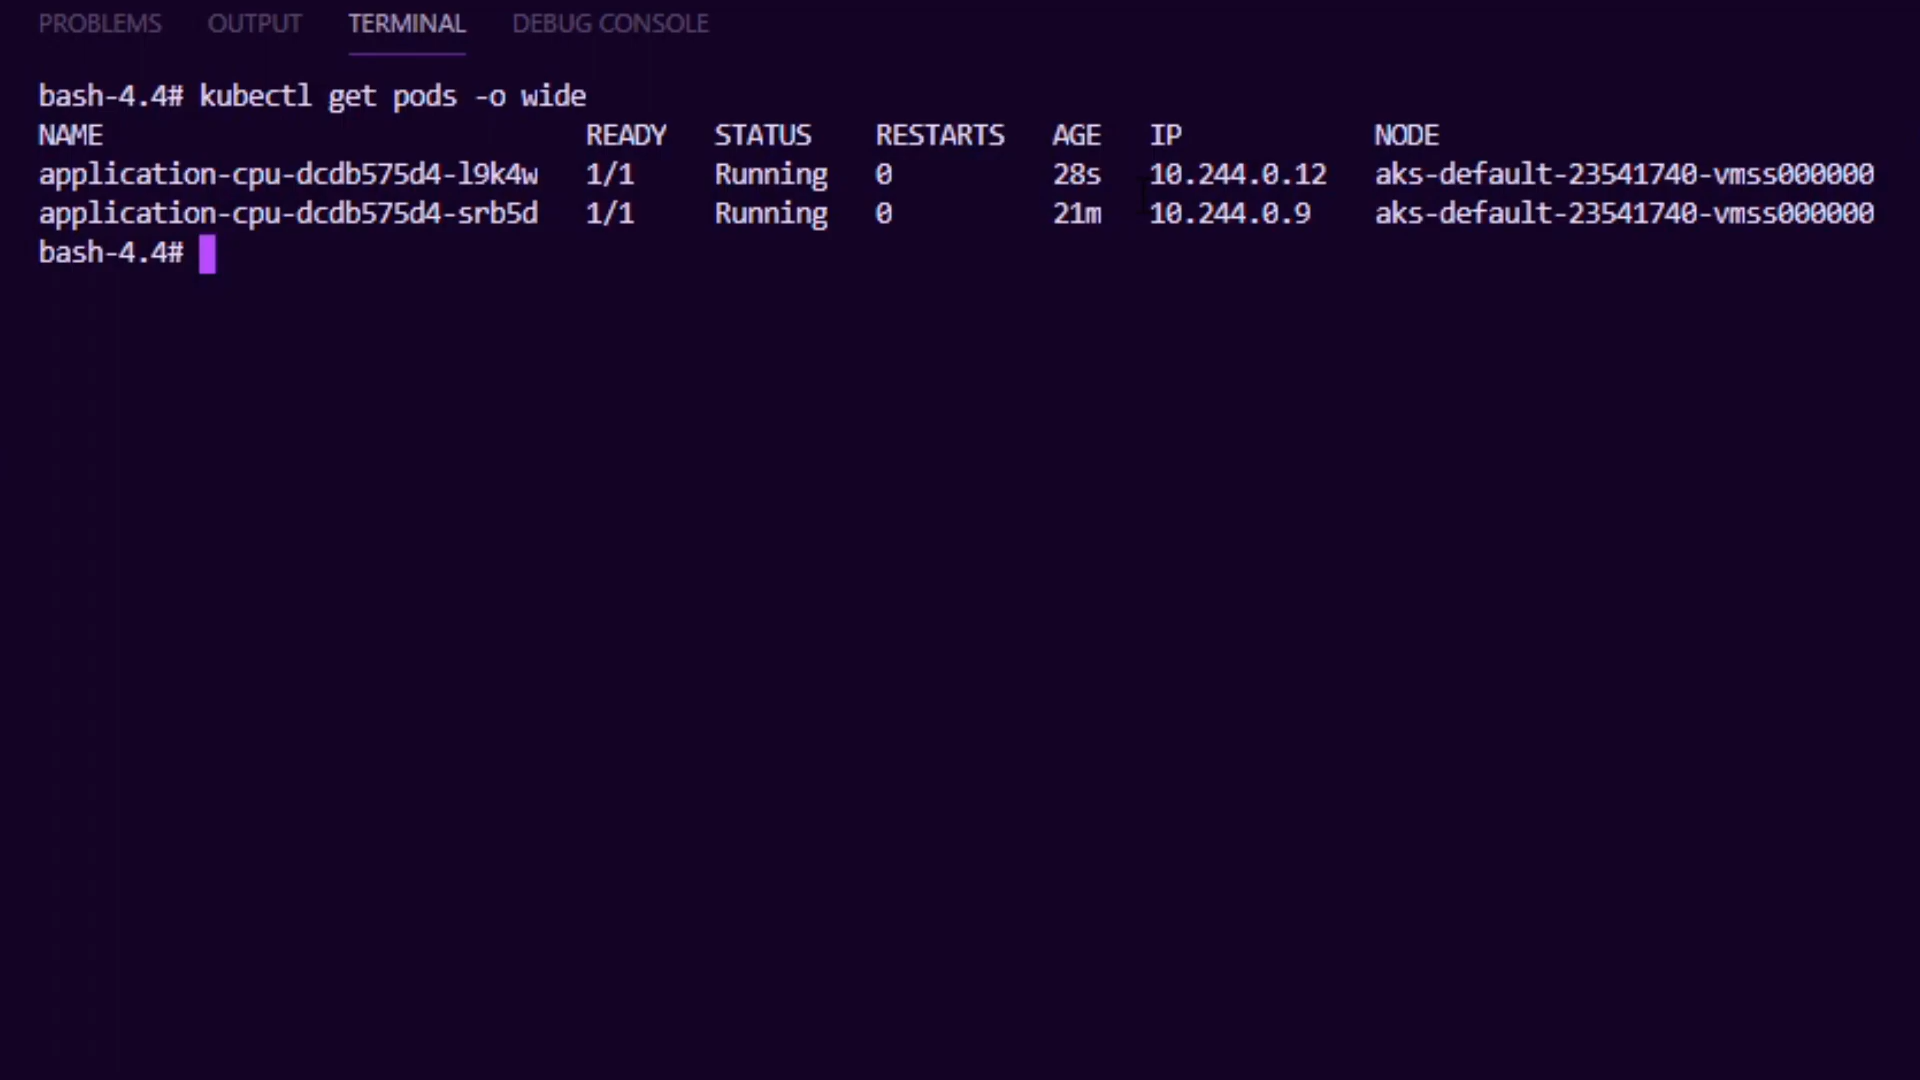 PROBLEMS OUTPUT TERMINAL DEBUG CONSOLE
bash-4.4# kubectl get pods -o wide
NAME READY STATUS RESTARTS AGE IP NODE
application-cpu-dcdb575d4-l9k4w 1/1 Running 0 28s 10.244.0.12 aks-default-23541740-vmss000000
application-cpu-dcdb575d4-srb5d 1/1 Running 0 21m 10.244.0.9 aks-default-23541740-vmss000000
bash-4.4#